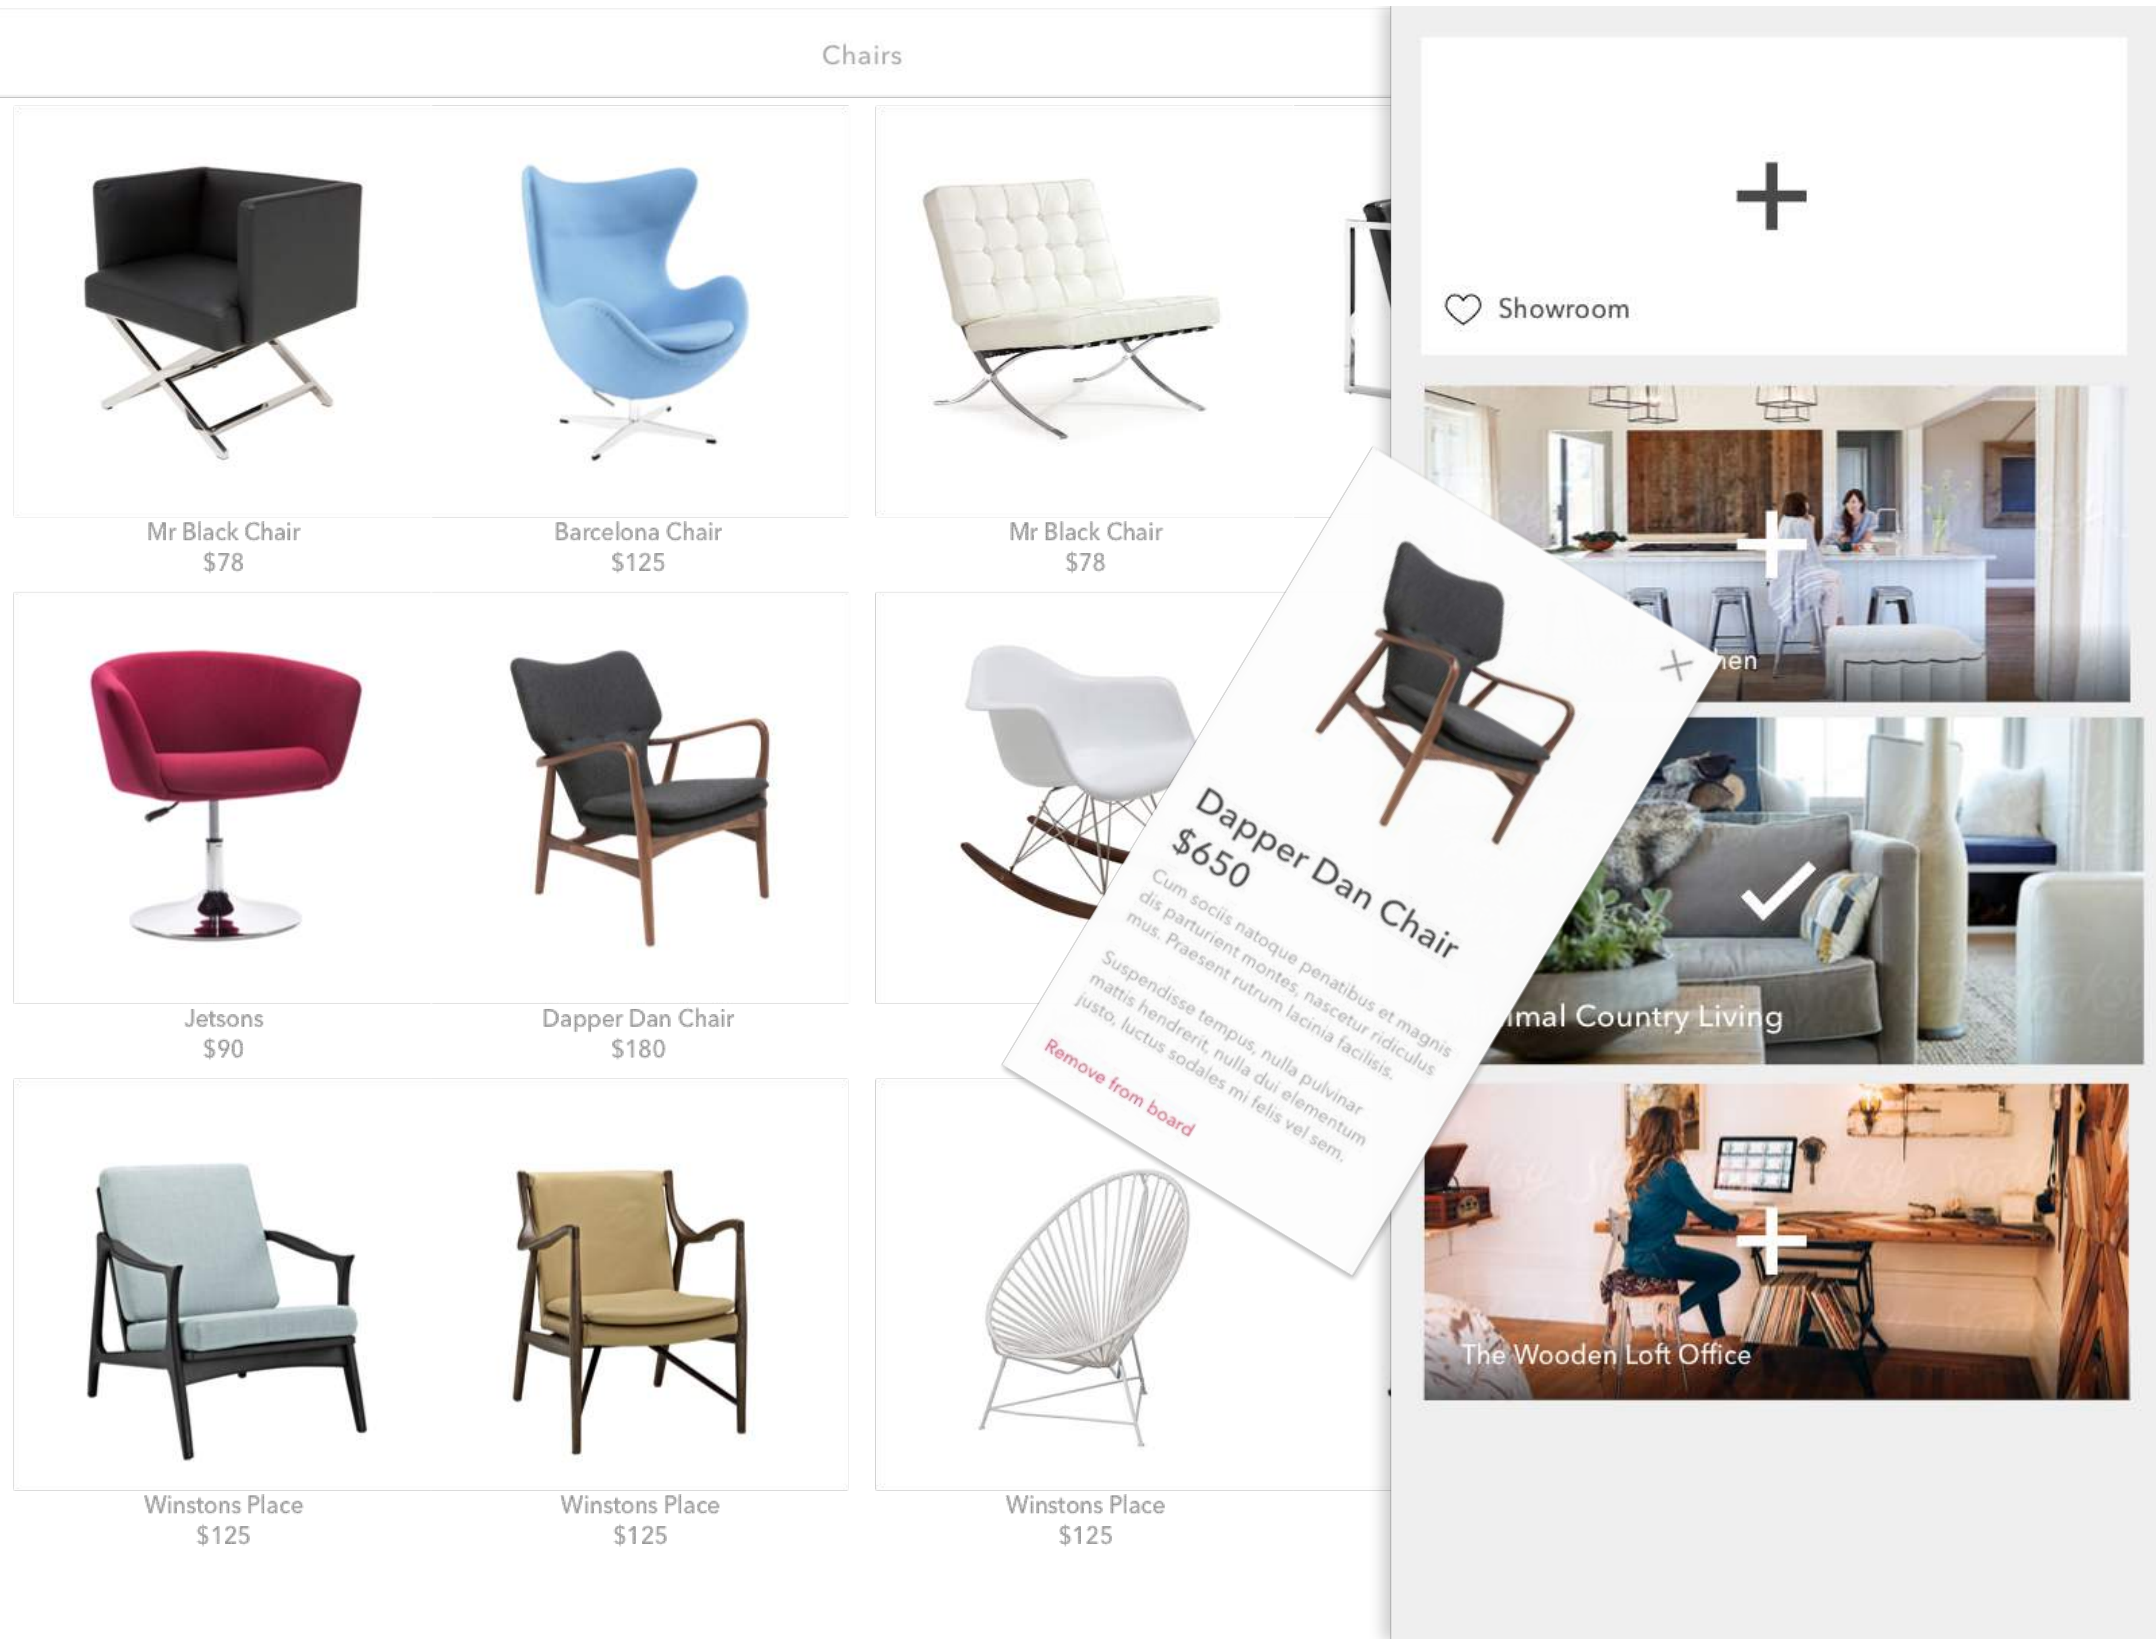 Chairs
Mr Black Chair
$78
Barcelona Chair
$125
Mr Black Chair
$78
Jetsons
$90
Dapper Dan Chair
$180
Winstons Place
$125
Winstons Place
$125
Winstons Place
$125
Dapper Dan Chair
$650
Cum sociis natoque penatibus et magnis
dis parturient montes, nascetur ridiculus
mus. Praesent rutrum lacinia facilisis.
Suspendisse tempus, nulla pulvinar
mattis hendrerit, nulla dui elementum
justo, luctus sodales mi felis vel sem.
Remove from board
Showroom
hen
imal Country Living
The Wooden Loft Office